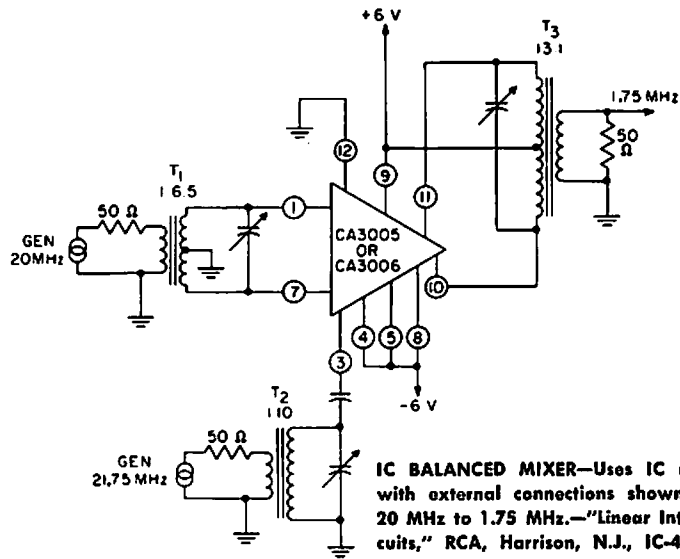 +6 V
T3
13.1
1.75 MHz
50
Ω
12
9
11
T1
1 6.5
50 Ω
GEN
20MHz
1
7
CA3005
OR
CA3006
10
3
4
5
8
-6 V
T2
1:10
50 Ω
GEN
21.75 MHz
IC BALANCED MIXER—Uses IC
with external connections shown
20 MHz to 1.75 MHz.—"Linear Int
cuits," RCA, Harrison, N.J., IC-4